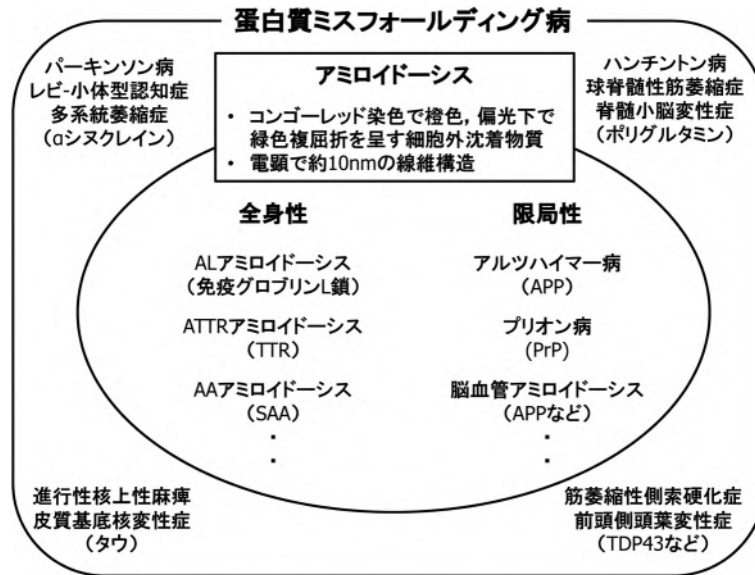 蛋白質ミスフォールディング病
パーキンソン病
レビ-小体型認知症
多系統萎縮症
(αシヌクレイン)
アミロイドーシス
・ コンゴーレッド染色で橙色，偏光下で
緑色複屈折を呈す細胞外沈着物質
・ 電顕で約10nmの線維構造
ハンチントン病
球脊髄性筋萎縮症
脊髄小脳変性症
(ポリグルタミン)
全身性
ALアミロイドーシス
(免疫グロブリンL鎖)
ATTRアミロイドーシス
(TTR)
AAアミロイドーシス
(SAA)
・
・
限局性
アルツハイマー病
(APP)
プリオン病
(PrP)
脳血管アミロイドーシス
(APPなど)
・
・
進行性核上性麻痺
皮質基底核変性症
(タウ)
筋萎縮性側索硬化症
前頭側頭葉変性症
(TDP43など)